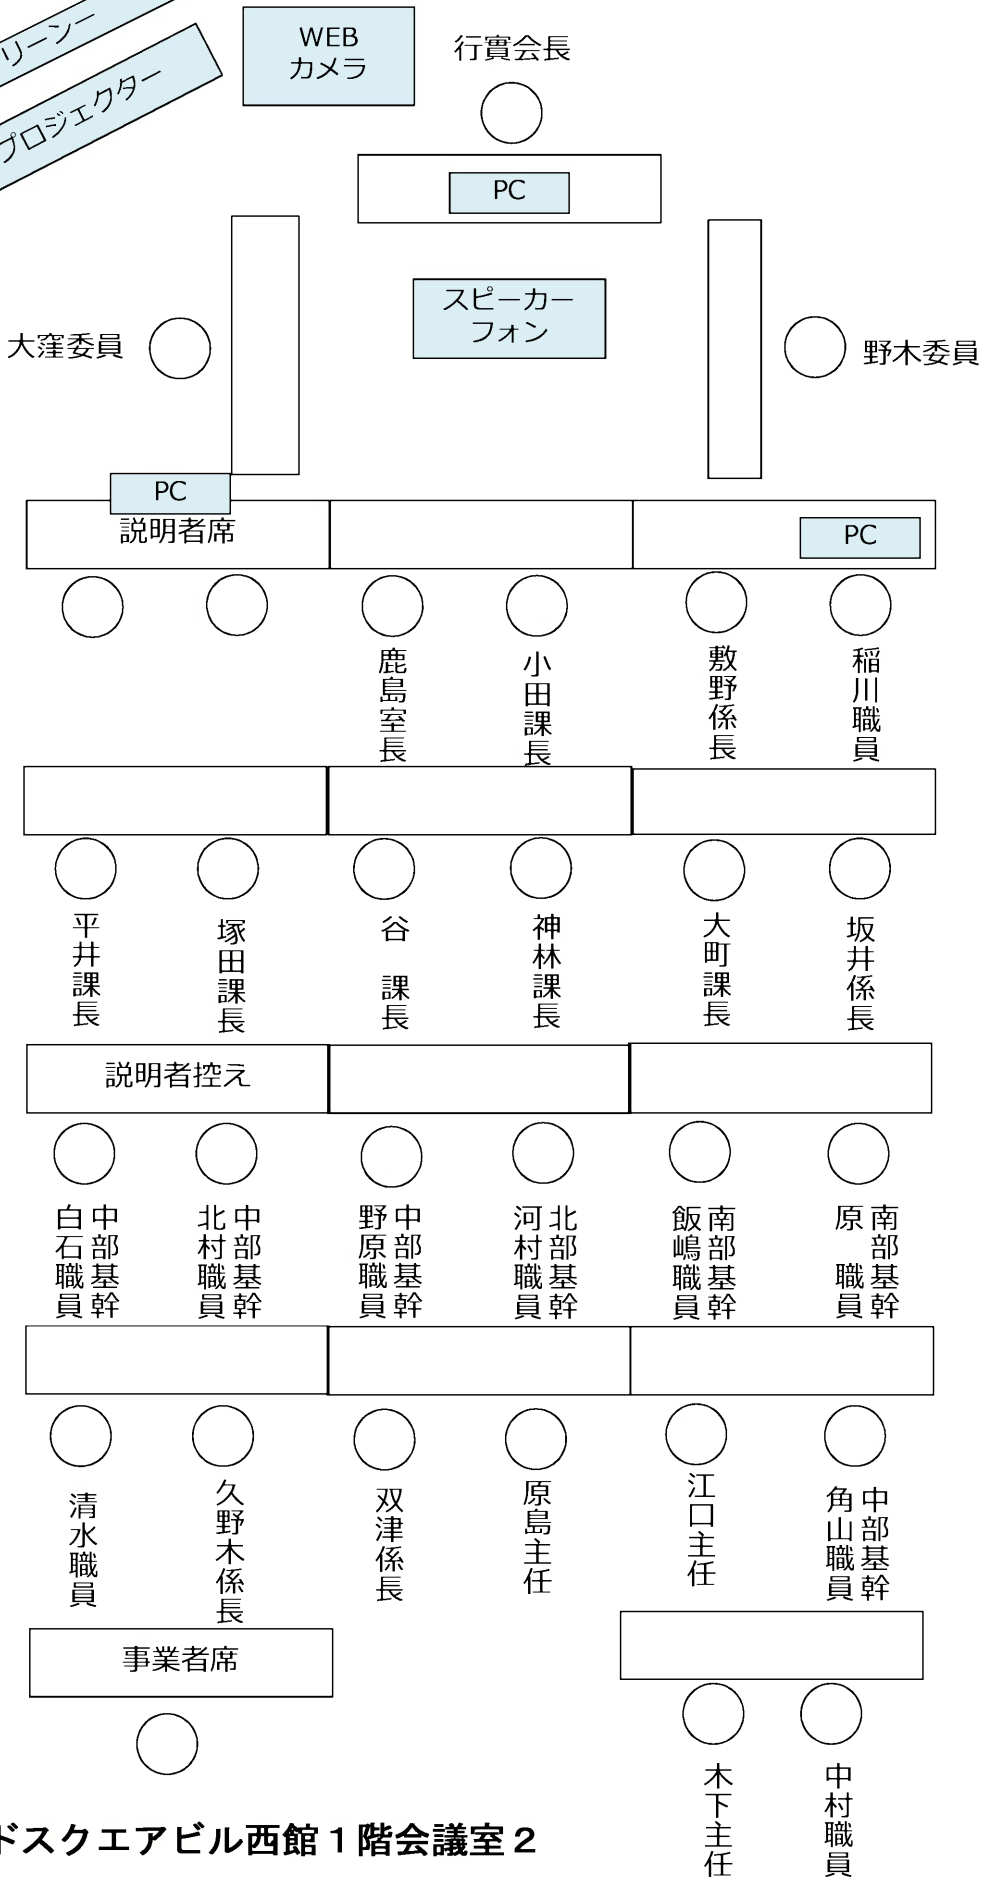 リーンー
プロジェクター
WEB
カメラ
行實会長
PC
スピーカー
フォン
大窪委員
野木委員
PC
説明者席
PC
鹿島室長
小田課長
敷野係長
稲川職員
平井課長
塚田課長
谷　課長
神林課長
大町課長
坂井係長
説明者控え
中部基幹
白石職員
中部基幹
北村職員
中部基幹
野原職員
北部基幹
河村職員
南部基幹
飯嶋職員
南部基幹
原　職員
清水職員
久野木係長
双津係長
原島主任
江口主任
中部基幹
角山職員
事業者席
木下主任
中村職員
ドスクエアビル西館１階会議室２